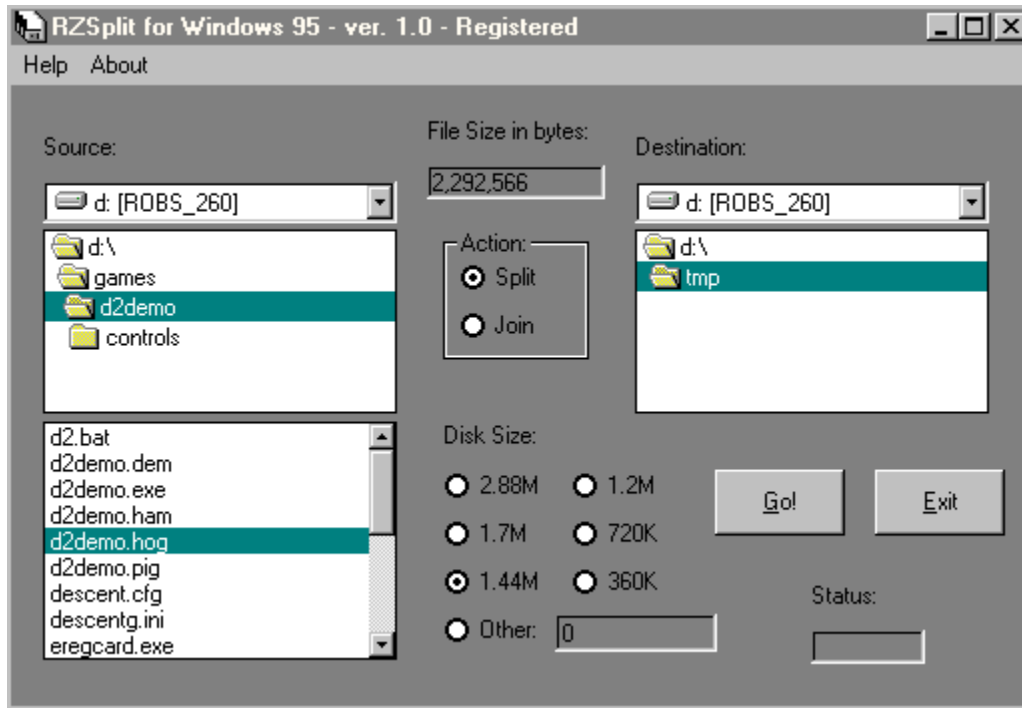 RZSplit for Windows 95 - ver. 1.0 - Registered
Help About
Source:
d: [ROBS_260]
d:\
games
d2demo
controls
d2.bat
d2demo.dem
d2demo.exe
d2demo.ham
d2demo.hog
d2demo.pig
descent.cfg
descentg.ini
eregcard.exe
File Size in bytes:
2,292,566
Action:
Split
Join
Destination:
d: [ROBS_260]
d:\
tmp
Disk Size:
2.88M 1.2M
1.7M 720K
1.44M 360K
Other: 0
Go! Exit
Status: